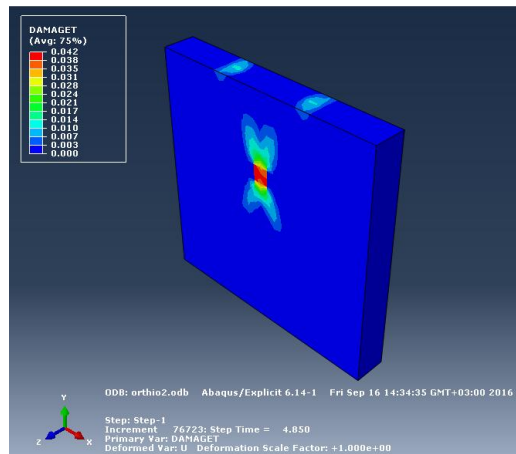 DAMAGET
(Avg: 75%)
0.042
0.038
0.035
0.031
0.028
0.024
0.021
0.017
0.014
0.010
0.007
0.003
0.000
ODB: orthio2.odb Abaqus/Explicit 6.14-1 Fri Sep 16 14:34:35 GMT+03:00 2016
Y
Z X
Step: Step-1
Increment 76723: Step Time = 4.850
Primary Var: DAMAGET
Deformed Var: U Deformation Scale Factor: +1.000e+00